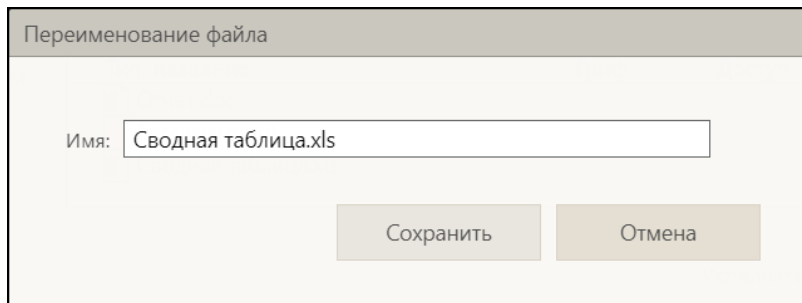 Переименование файла
Имя: Сводная таблица.xls
Сохранить Отмена